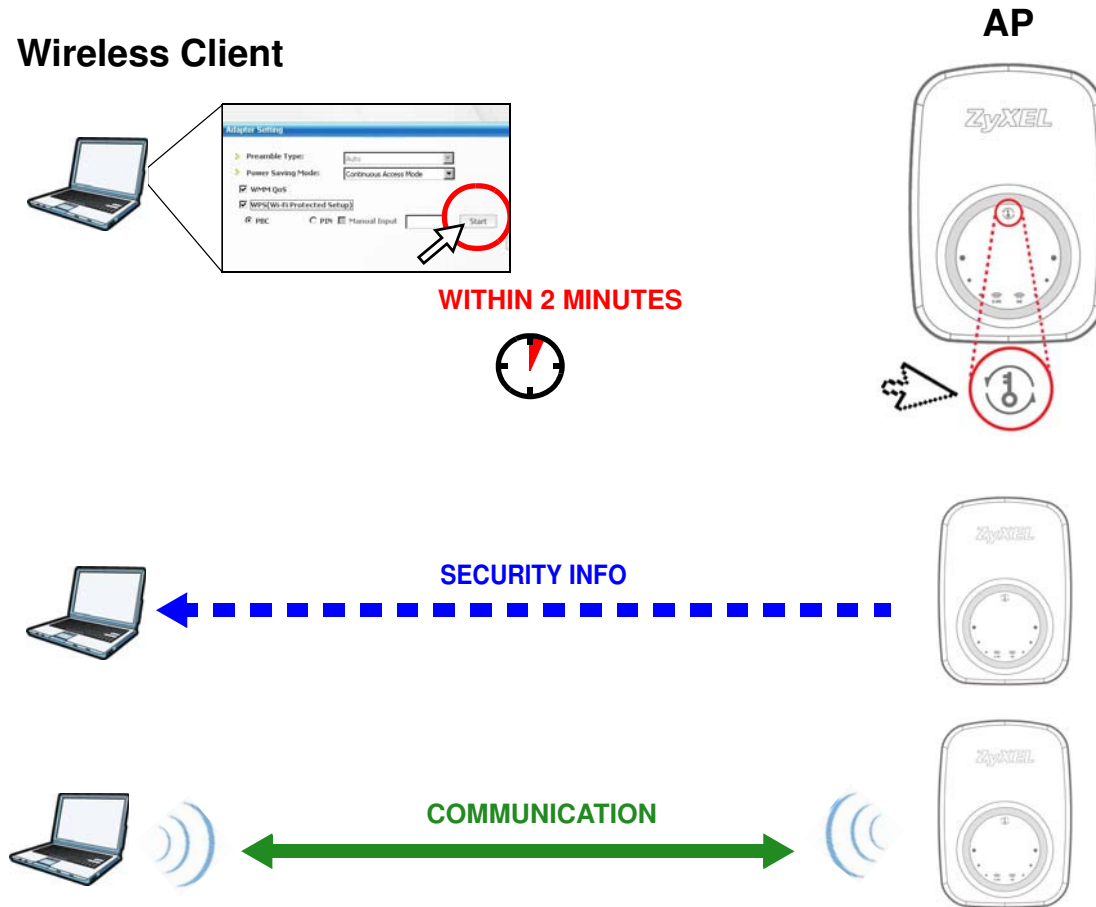 AP
Wireless Client
ZyXEL
Adapter Setting
Preamble Type: Auto
Power Saving Mode: Continuous Access Mode
WMM QoS
WPS(Wi-Fi Protected Setup)
PBC PIN Manual Input Start
WITHIN 2 MINUTES
ZyXEL
SECURITY INFO
ZyXEL
COMMUNICATION